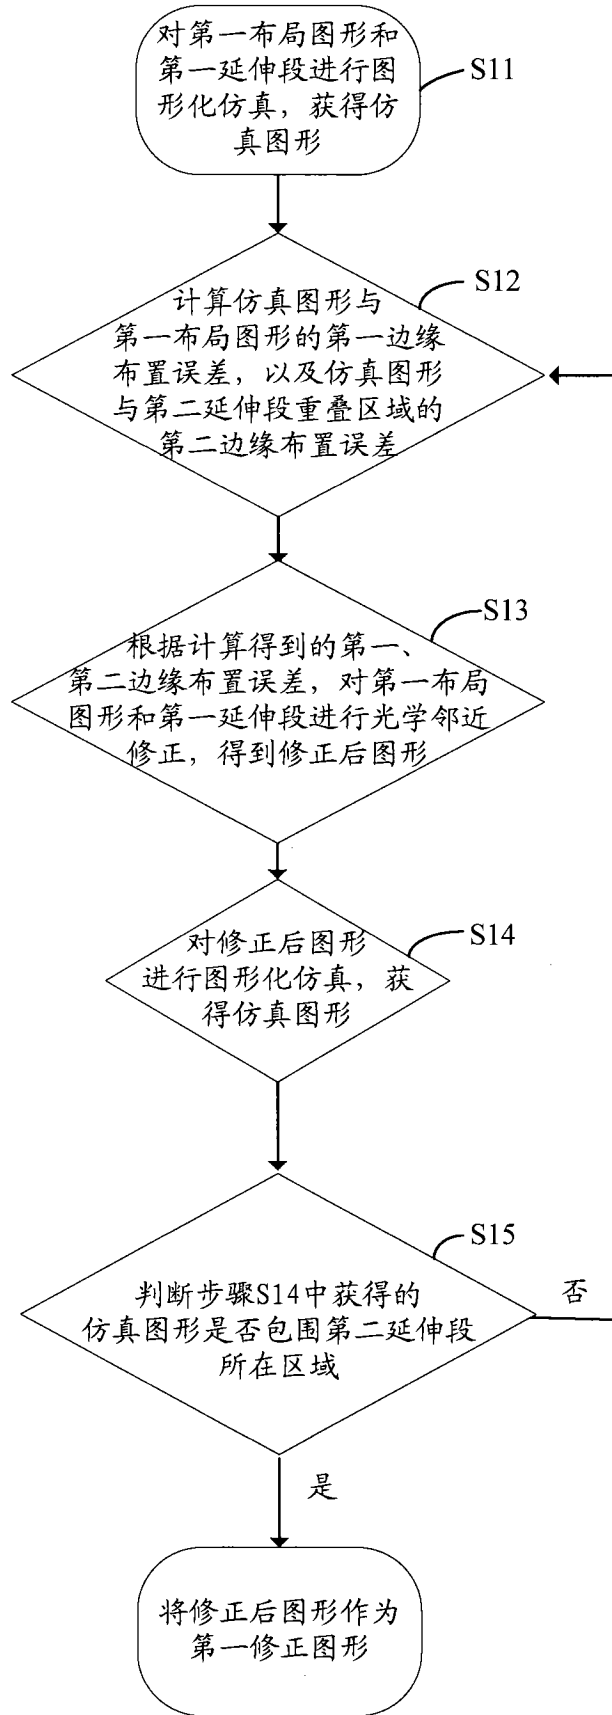 对第一布局图形和
第一延伸段进行图
形化仿真，获得仿
真图形
S11
计算仿真图形与
第一布局图形的第一边缘
布置误差，以及仿真图形
与第二延伸段重叠区域的
第二边缘布置误差
S12
根据计算得到的第一、
第二边缘布置误差，对第一布局
图形和第一延伸段进行光学邻近
修正，得到修正后图形
S13
对修正后图形
进行图形化仿真，获
得仿真图形
S14
判断步骤S14中获得的
仿真图形是否包围第二延伸段
所在区域
S15
否
是
将修正后图形作为
第一修正图形